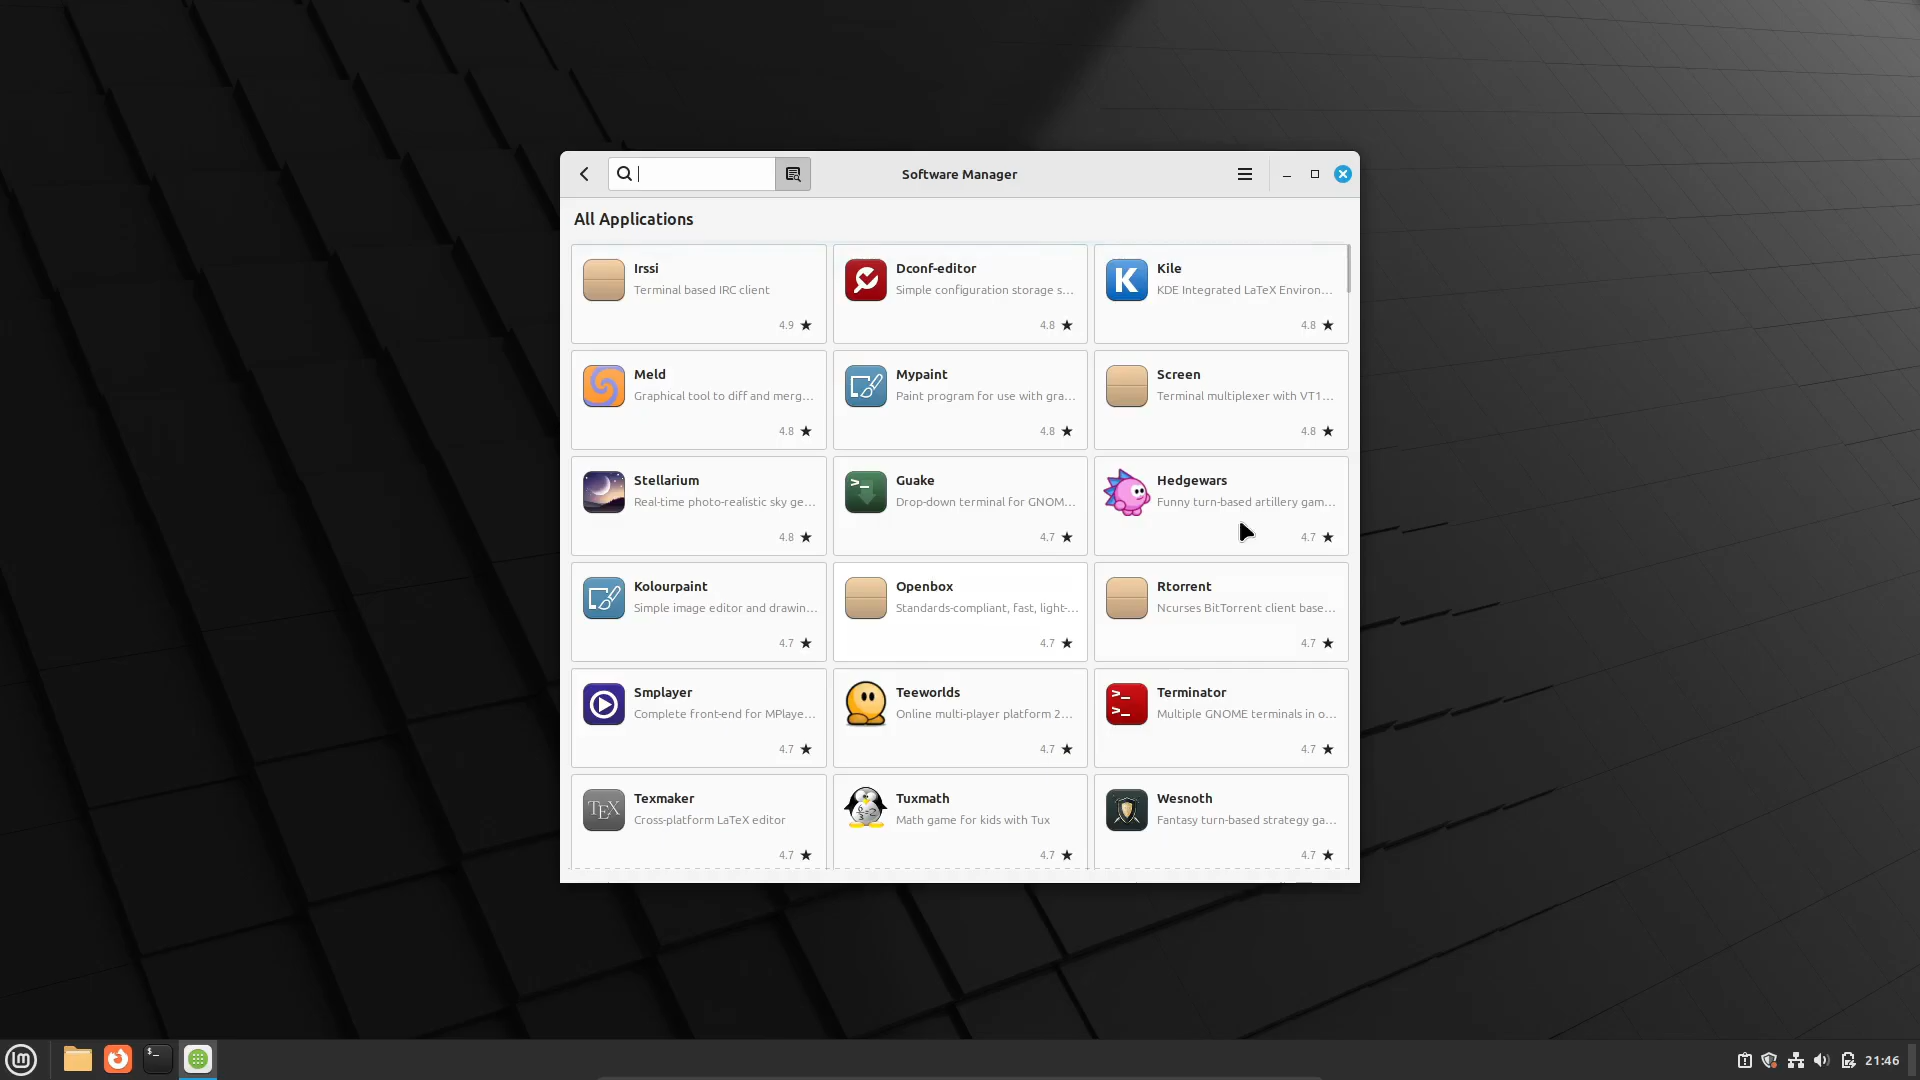 Software Manager
All Applications
Irssi
Terminal based IRC client
4.9 ★
Dconf-editor
Simple configuration storage s...
4.8 ★
Kile
KDE Integrated LaTeX Environ...
4.8 ★
Meld
Graphical tool to diff and merg...
4.8 ★
Mypaint
Paint program for use with gra...
4.8 ★
Screen
Terminal multiplexer with VT1...
4.8 ★
Stellarium
Real-time photo-realistic sky ge...
4.8 ★
Guake
Drop-down terminal for GNOM...
4.7 ★
Hedgewars
Funny turn-based artillery gam...
4.7 ★
Kolourpaint
Simple image editor and drawin...
4.7 ★
Openbox
Standards-compliant, fast, light-...
4.7 ★
Rtorrent
Ncurses BitTorrent client base...
4.7 ★
Smplayer
Complete front-end for MPlaye...
4.7 ★
Teeworlds
Online multi-player platform 2...
4.7 ★
Terminator
Multiple GNOME terminals in o...
4.7 ★
TEX
Texmaker
Cross-platform LaTeX editor
4.7 ★
Tuxmath
Math game for kids with Tux
4.7 ★
Wesnoth
Fantasy turn-based strategy ga...
4.7 ★
21:46